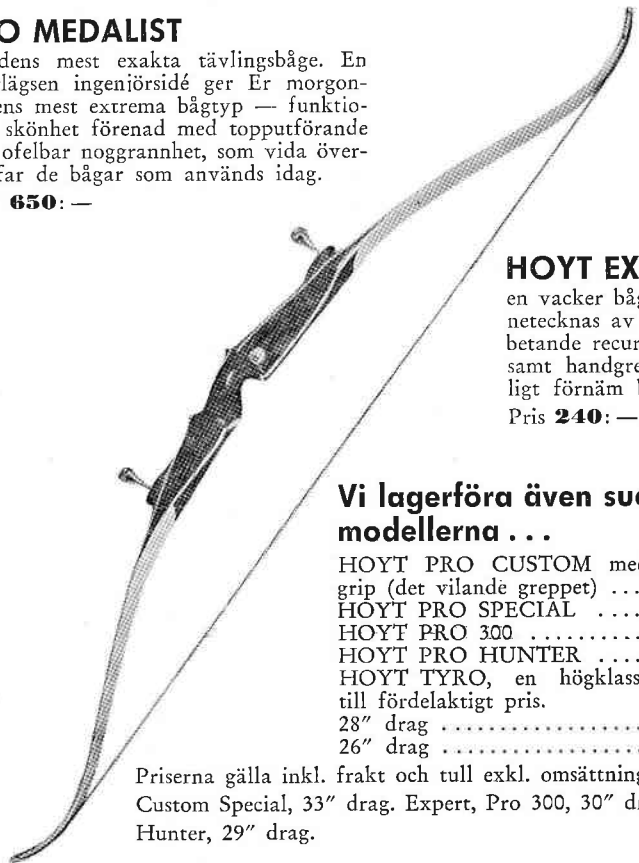 O MEDALIST
dens mest exakta tävlingsbåge. En
lägsen ingenjörsidé ger Er morgon-
ens mest extrema bågtyp — funktio-
skönhet förenad med topputförande
ofelbar noggrannhet, som vida över-
far de bågar som används idag.
650: —
HOYT EX
en vacker båg
netecknas av
betande recur
samt handgre
ligt förnäm l
Pris 240: —
Vi lagerföra även suc
modellerna . . .
HOYT PRO CUSTOM me
grip (det vilande greppet) . . .
HOYT PRO SPECIAL . . . .
HOYT PRO 300 . . . . . . . . . .
HOYT PRO HUNTER . . . .
HOYT TYRO, en högklass
till fördelaktigt pris.
28″ drag . . . . . . . . . . . . . . . . . .
26″ drag . . . . . . . . . . . . . . . . . .
Priserna gälla inkl. frakt och tull exkl. omsättning
Custom Special, 33″ drag. Expert, Pro 300, 30″ d
Hunter, 29″ drag.